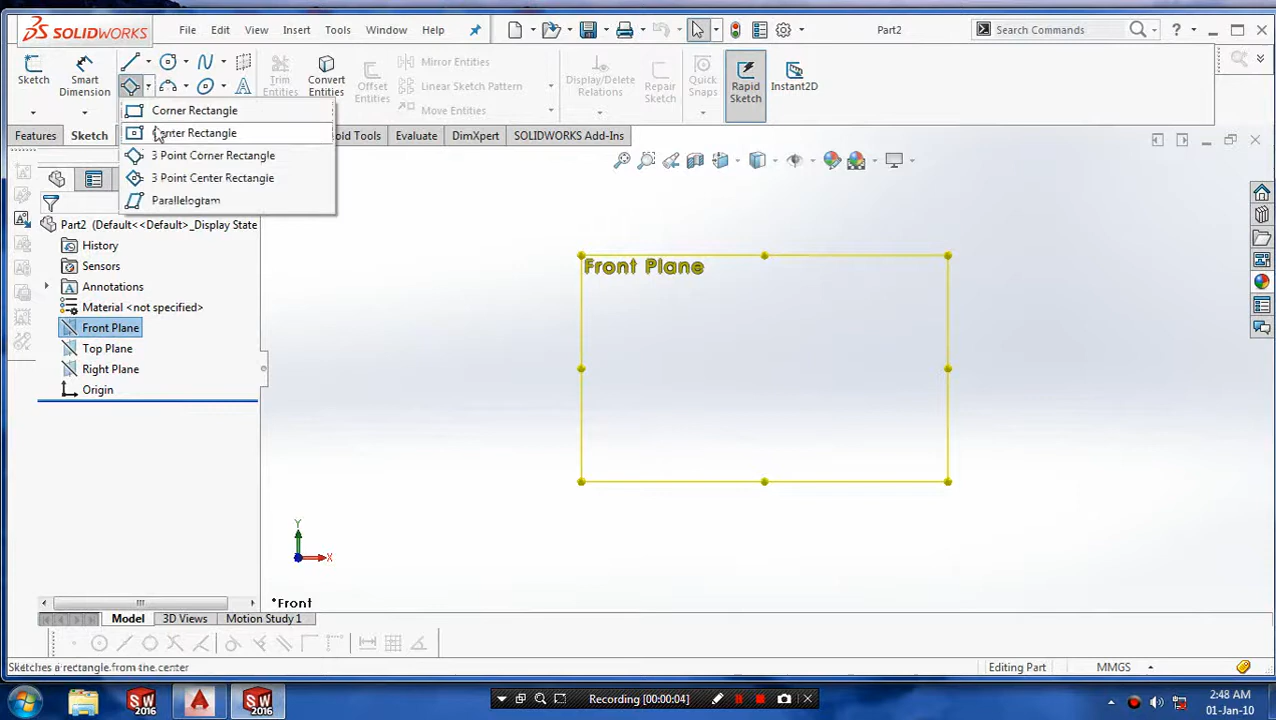 SOLIDWORKS
File Edit View Insert Tools Window Help
Part2
Search Commands
?
Sketch
Smart Dimension
Trim Entities
Convert Entities
Offset Entities
Mirror Entities
Linear Sketch Pattern
Move Entities
Display/Delete Relations
Repair Sketch
Quick Snaps
Rapid Sketch
Instant2D
Corner Rectangle
Center Rectangle
3 Point Corner Rectangle
3 Point Center Rectangle
Parallelogram
Features Sketch Tools DimXpert SOLIDWORKS Add-Ins
Evaluate
Part2 (Default<<Default>_Display State
History
Sensors
Annotations
Material <not specified>
Front Plane
Top Plane
Right Plane
Origin
Front Plane
Y
X
*Front
Model 3D Views Motion Study 1
Sketches a rectangle from the center
Editing Part
MMGS
SW 2016
SW 2016
Recording [00:00:04]
2:48 AM
01-Jan-10